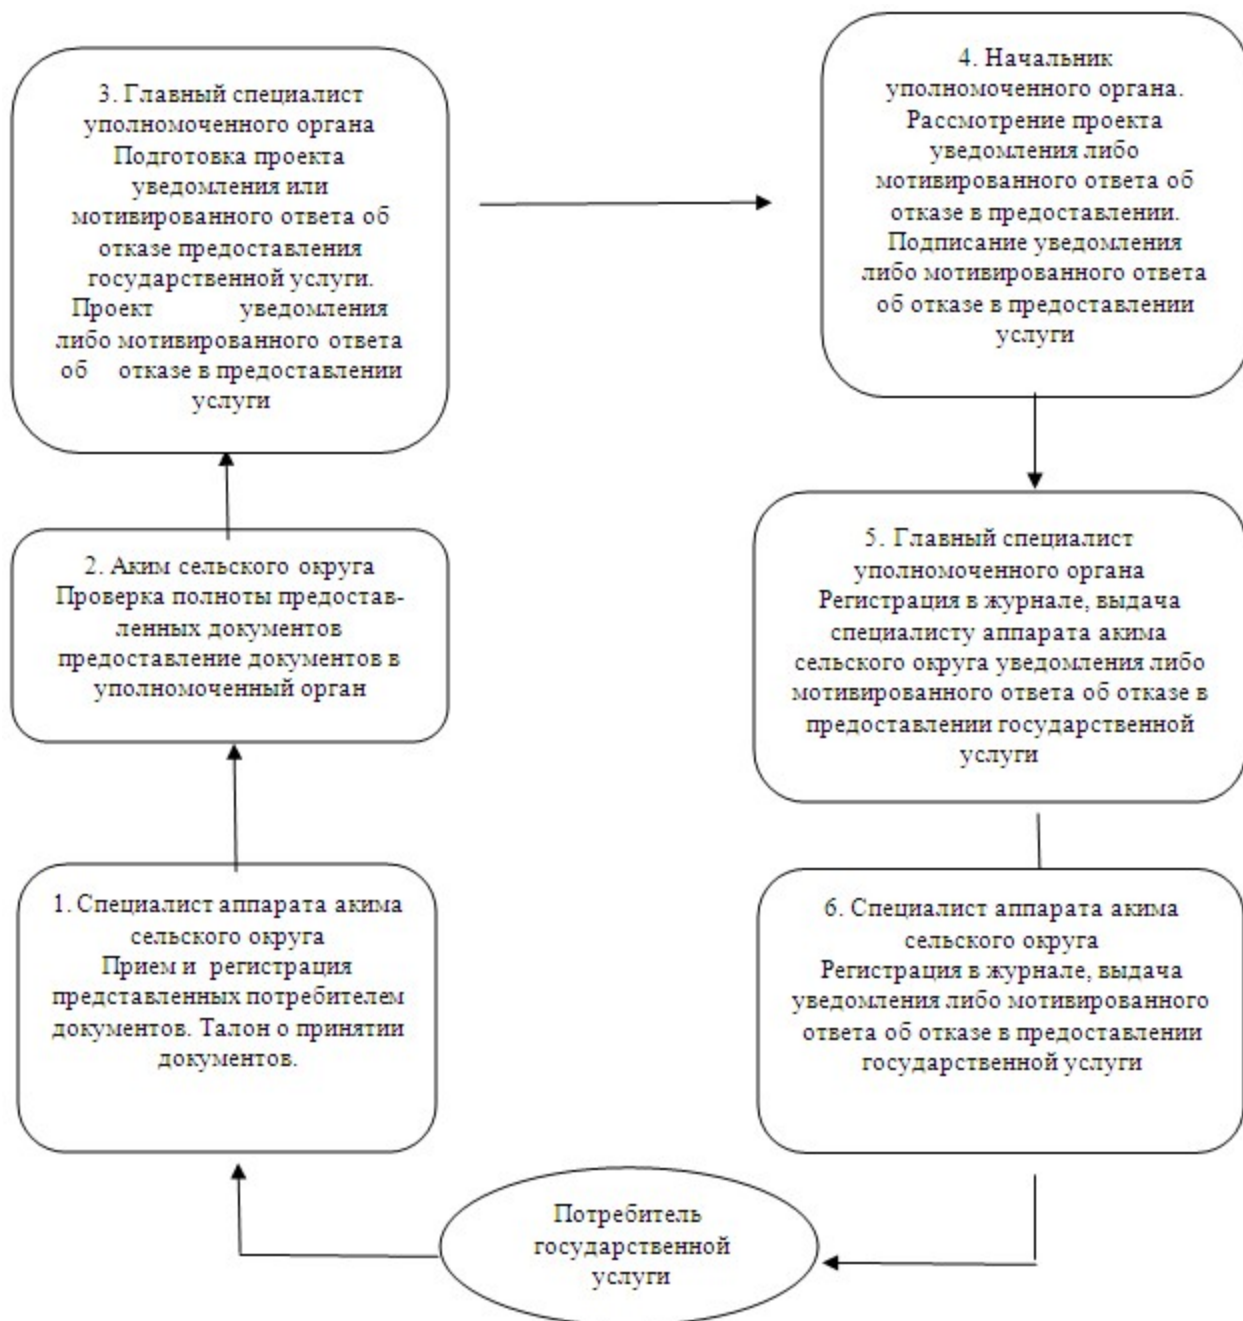 3. Главный специалист
уполномоченного органа
Подготовка проекта
уведомления или
мотивированного ответа об
отказе предоставления
государственной услуги.
Проект уведомления
либо мотивированного ответа
об отказе в предоставлении
услуги
4. Начальник
уполномоченного органа.
Рассмотрение проекта
уведомления либо
мотивированного ответа об
отказе в предоставлении.
Подписание уведомления
либо мотивированного ответа
об отказе в предоставлении
услуги
2. Аким сельского округа
Проверка полноты предостав-
ленных документов
предоставление документов в
уполномоченный орган
5. Главный специалист
уполномоченного органа
Регистрация в журнале, выдача
специалисту аппарата акима
сельского округа уведомления либо
мотивированного ответа об отказе в
предоставлении государственной
услуги
1. Специалист аппарата акима
сельского округа
Прием и регистрация
представленных потребителем
документов. Талон о принятии
документов.
6. Специалист аппарата акима
сельского округа
Регистрация в журнале, выдача
уведомления либо мотивированного
ответа об отказе в предоставлении
государственной услуги
Потребитель
государственной
услуги